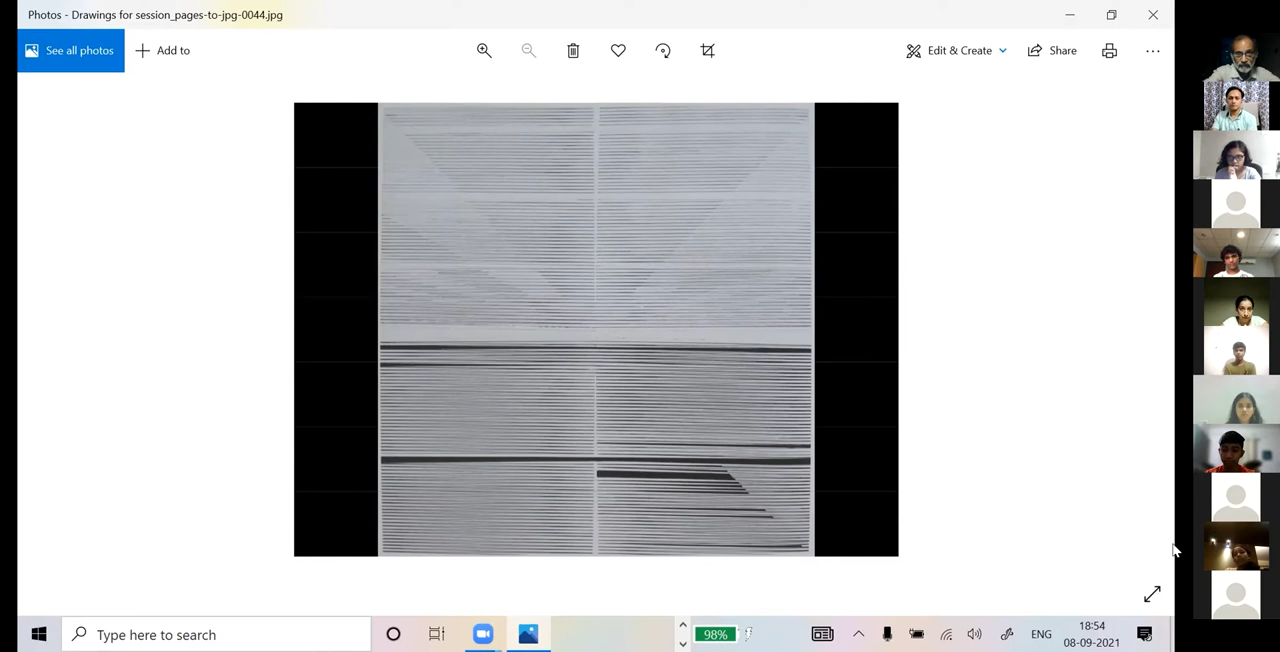 Photos - Drawings for session_pages-to-jpg-0044.jpg
See all photos
Add to
Edit & Create
Share
Type here to search
98%
ENG
18:54
08-09-2021